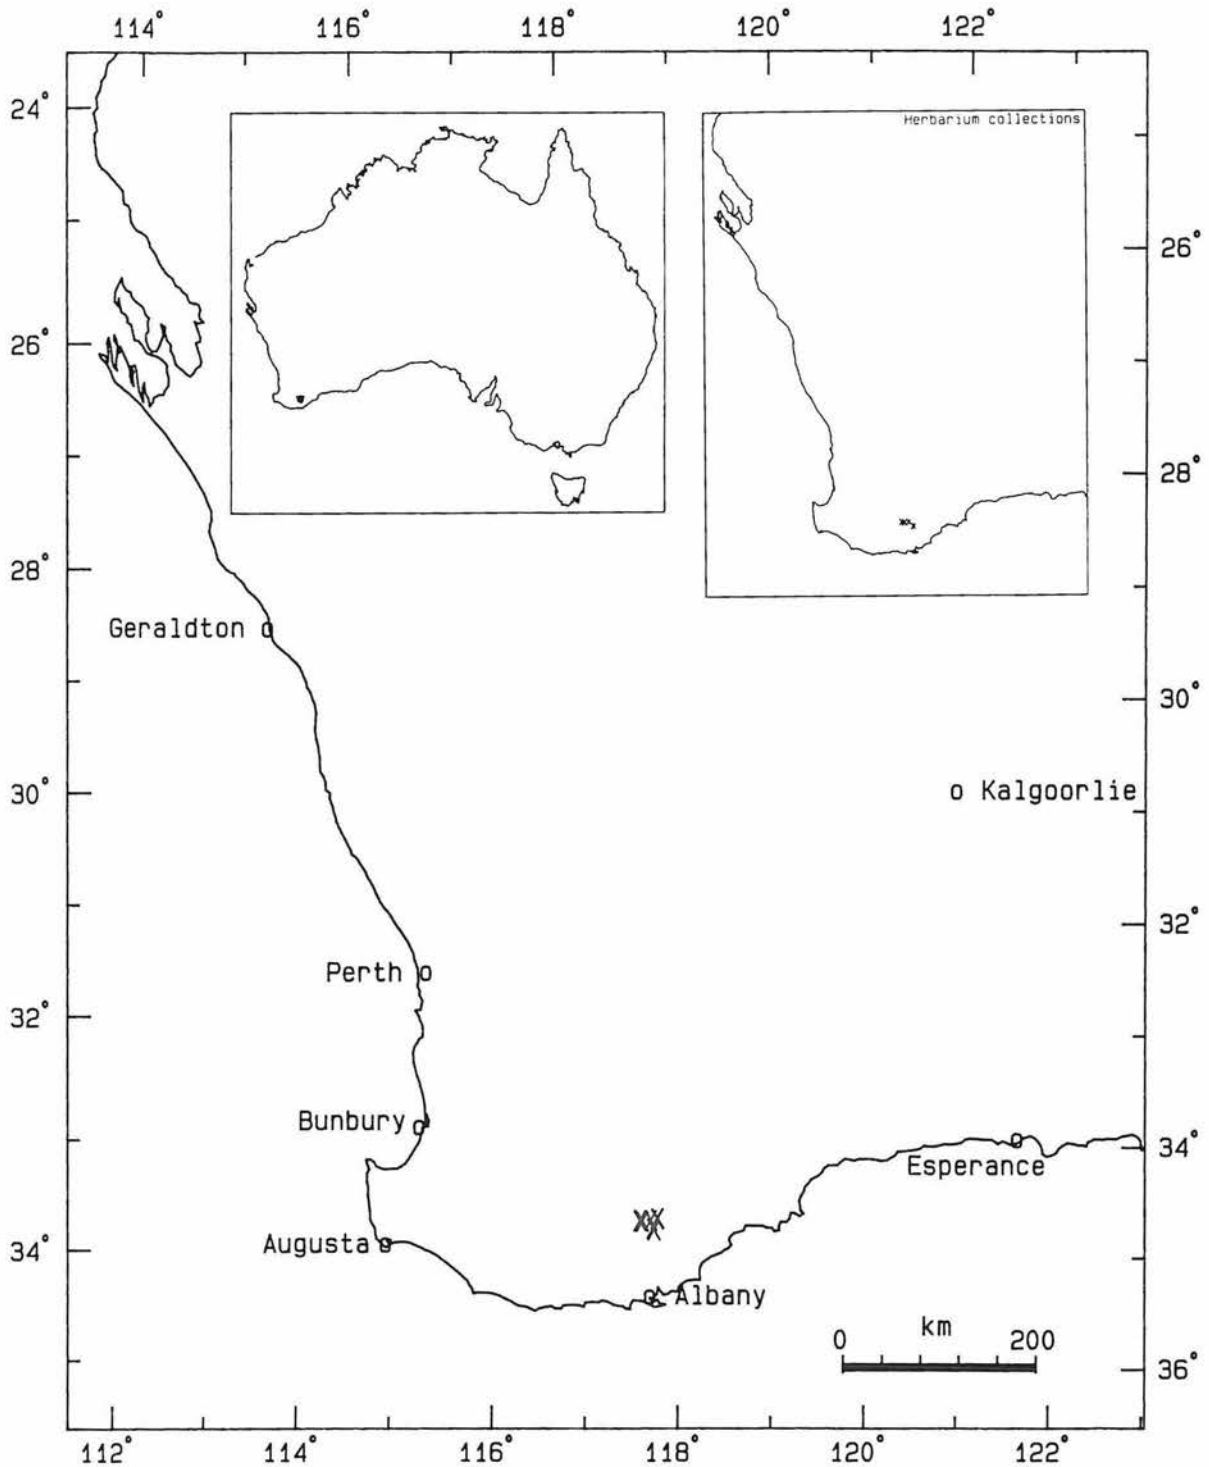 114° 116° 118° 120° 122°
Herbarium collections
24°
26°
26°
28°
28°
Geraldton
30°
30°
Kalgoorlie
32°
Perth
32°
Bunbury
34°
Esperance
Augusta
34°
Albany
km
0 200
36°
112° 114° 116° 118° 120° 122°